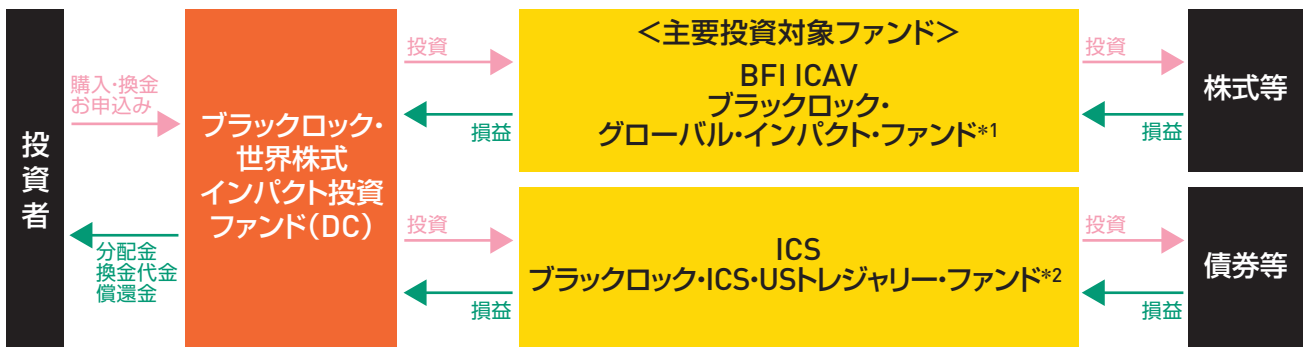 投資者
購入・換金
お申込み
分配金
換金代金
償還金
ブラックロック・
世界株式
インパクト投資
ファンド(DC)
投資
損益
投資
損益
＜主要投資対象ファンド＞
BFI ICAV
ブラックロック・
グローバル・インパクト・ファンド*1
ICS
ブラックロック・ICS・USトレジャリー・ファンド*2
投資
損益
投資
損益
株式等
債券等